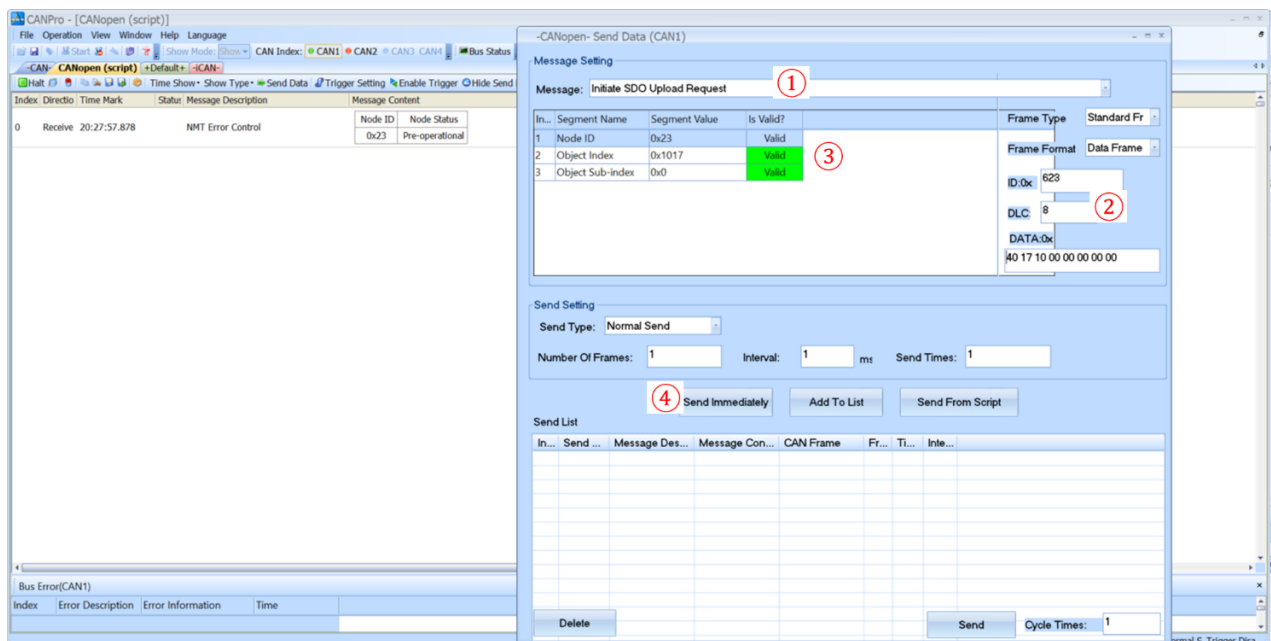 CANPro - [CANopen (script)]
File Operation View Window Help Language
Start Show Mode: Show CAN Index: CAN1 CAN2 CAN3 CAN4 Bus Status
-CAN- CANopen (script) +Default+ -iCAN-
Halt Time Show Show Type Send Data Trigger Setting Enable Trigger Hide Send
Index Directio Time Mark Status Message Description Message Content
0 Receive 20:27:57.878 NMT Error Control
Node ID Node Status
0x23 Pre-operational
Bus Error(CAN1)
Index Error Description Error Information Time
-CANopen- Send Data (CAN1)
Message Setting
Message: Initiate SDO Upload Request ①
In... Segment Name Segment Value Is Valid?
1 Node ID 0x23 Valid
2 Object Index 0x1017 Valid
3 Object Sub-index 0x0 Valid
③
Frame Type Standard Fr
Frame Format Data Frame
ID:0x 623
DLC 8 ②
DATA:0x
40 17 10 00 00 00 00 00
Send Setting
Send Type: Normal Send
Number Of Frames: 1 Interval: 1 ms Send Times: 1
④ Send Immediately Add To List Send From Script
Send List
In... Send ... Message Des... Message Con... CAN Frame Fr... Ti... Inte...
Delete Send Cycle Times: 1